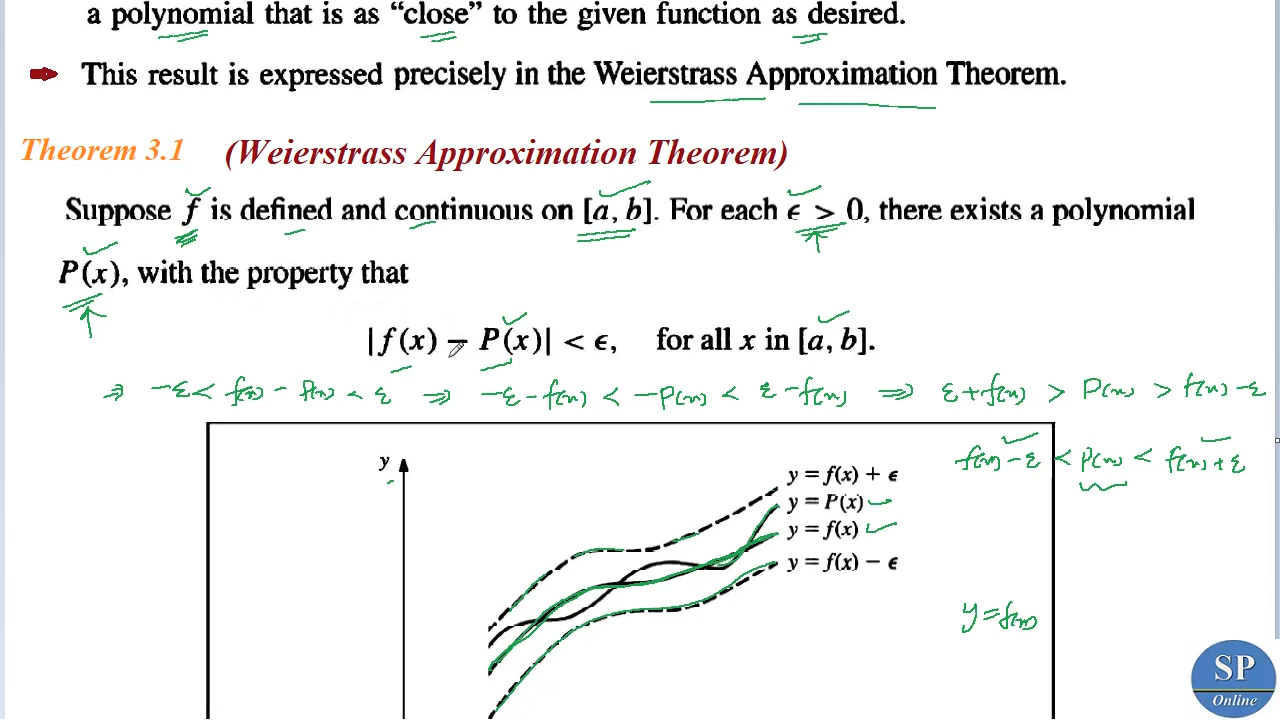 a polynomial that is as “close” to the given function as desired.
This result is expressed precisely in the Weierstrass Approximation Theorem.
Theorem 3.1 (Weierstrass Approximation Theorem)
Suppose f is defined and continuous on [a, b]. For each ϵ > 0, there exists a polynomial
P(x), with the property that
|f(x) − P(x)| < ϵ, for all x in [a, b].
⇒ -ε < f(x) - P(x) < ε ⇒ -ε - f(x) < -P(x) < ε - f(x) ⇒ ε + f(x) > P(x) > f(x) - ε
f(x) - ε < P(x) < f(x) + ε
y
y = f(x) + ϵ
y = P(x)
y = f(x)
y = f(x) − ϵ
y = f(x)
SP
Online